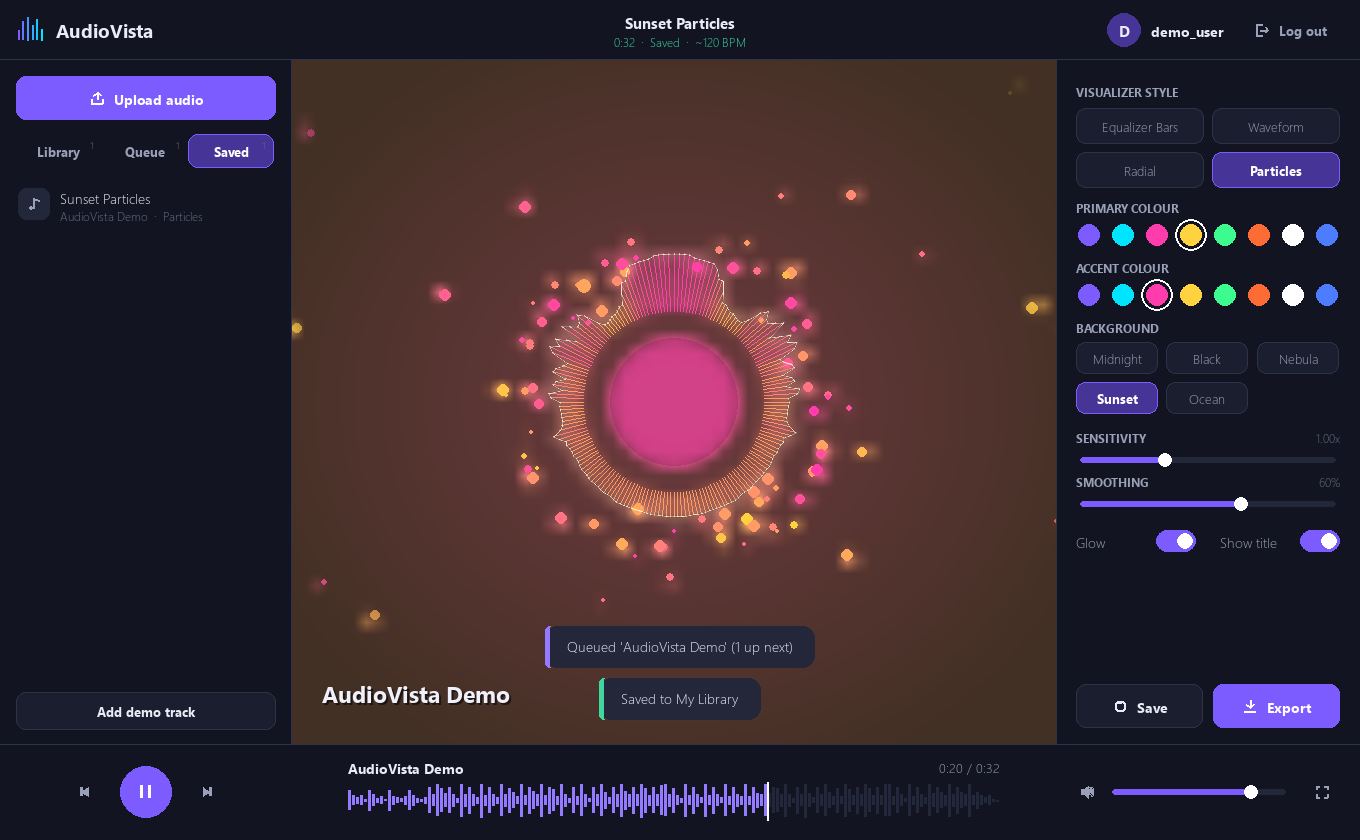 AudioVista
Sunset Particles
0:32 · Saved · ~120 BPM
D
demo_user
Log out
Upload audio
Library 1
Queue 1
Saved 1
Sunset Particles
AudioVista Demo · Particles
Add demo track
AudioVista Demo
Queued 'AudioVista Demo' (1 up next)
Saved to My Library
VISUALIZER STYLE
Equalizer Bars
Waveform
Radial
Particles
PRIMARY COLOUR
ACCENT COLOUR
BACKGROUND
Midnight
Black
Nebula
Sunset
Ocean
SENSITIVITY 1.00x
SMOOTHING 60%
Glow
Show title
Save
Export
AudioVista Demo
0:20 / 0:32